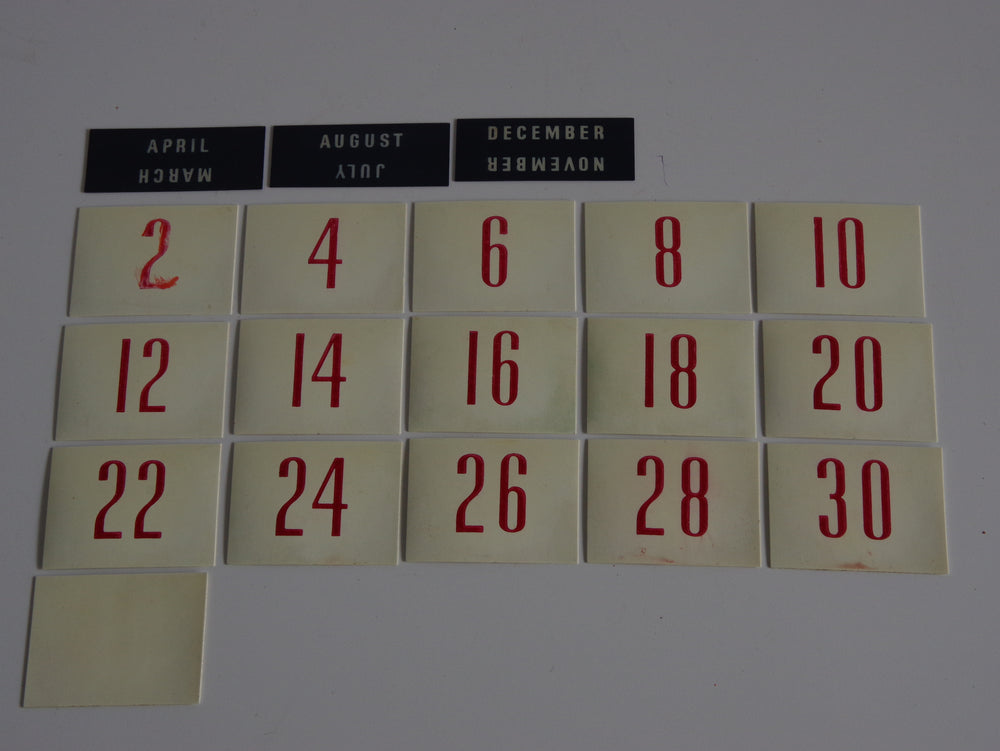 APRIL
MARCH
AUGUST
JULY
DECEMBER
NOVEMBER
2 4 6 8 10
12 14 16 18 20
22 24 26 28 30